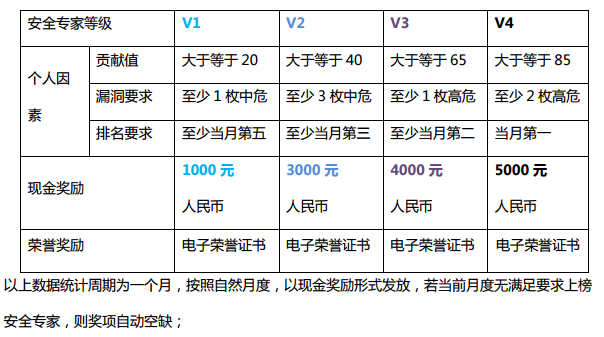 安全专家等级 V1 V2 V3 V4
个人因素 贡献值 大于等于 20 大于等于 40 大于等于 65 大于等于 85
漏洞要求 至少 1 枚中危 至少 3 枚中危 至少 1 枚高危 至少 2 枚高危
排名要求 至少当月第五 至少当月第三 至少当月第二 当月第一
现金奖励 1000 元 3000 元 4000 元 5000 元
人民币 人民币 人民币 人民币
荣誉奖励 电子荣誉证书 电子荣誉证书 电子荣誉证书 电子荣誉证书
以上数据统计周期为一个月，按照自然月度，以现金奖励形式发放，若当前月度无满足要求上榜
安全专家，则奖项自动空缺；